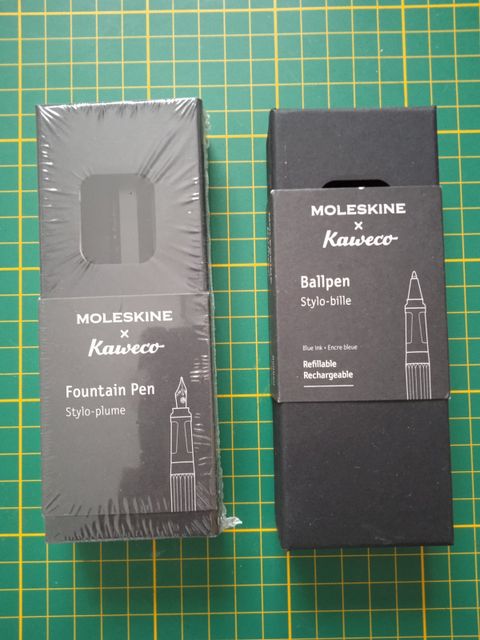 MOLESKINE
×
Kaweco
Fountain Pen
Stylo-plume
MOLESKINE
×
Kaweco
Ballpen
Stylo-bille
Blue ink • Encre bleue
Refillable
Rechargeable